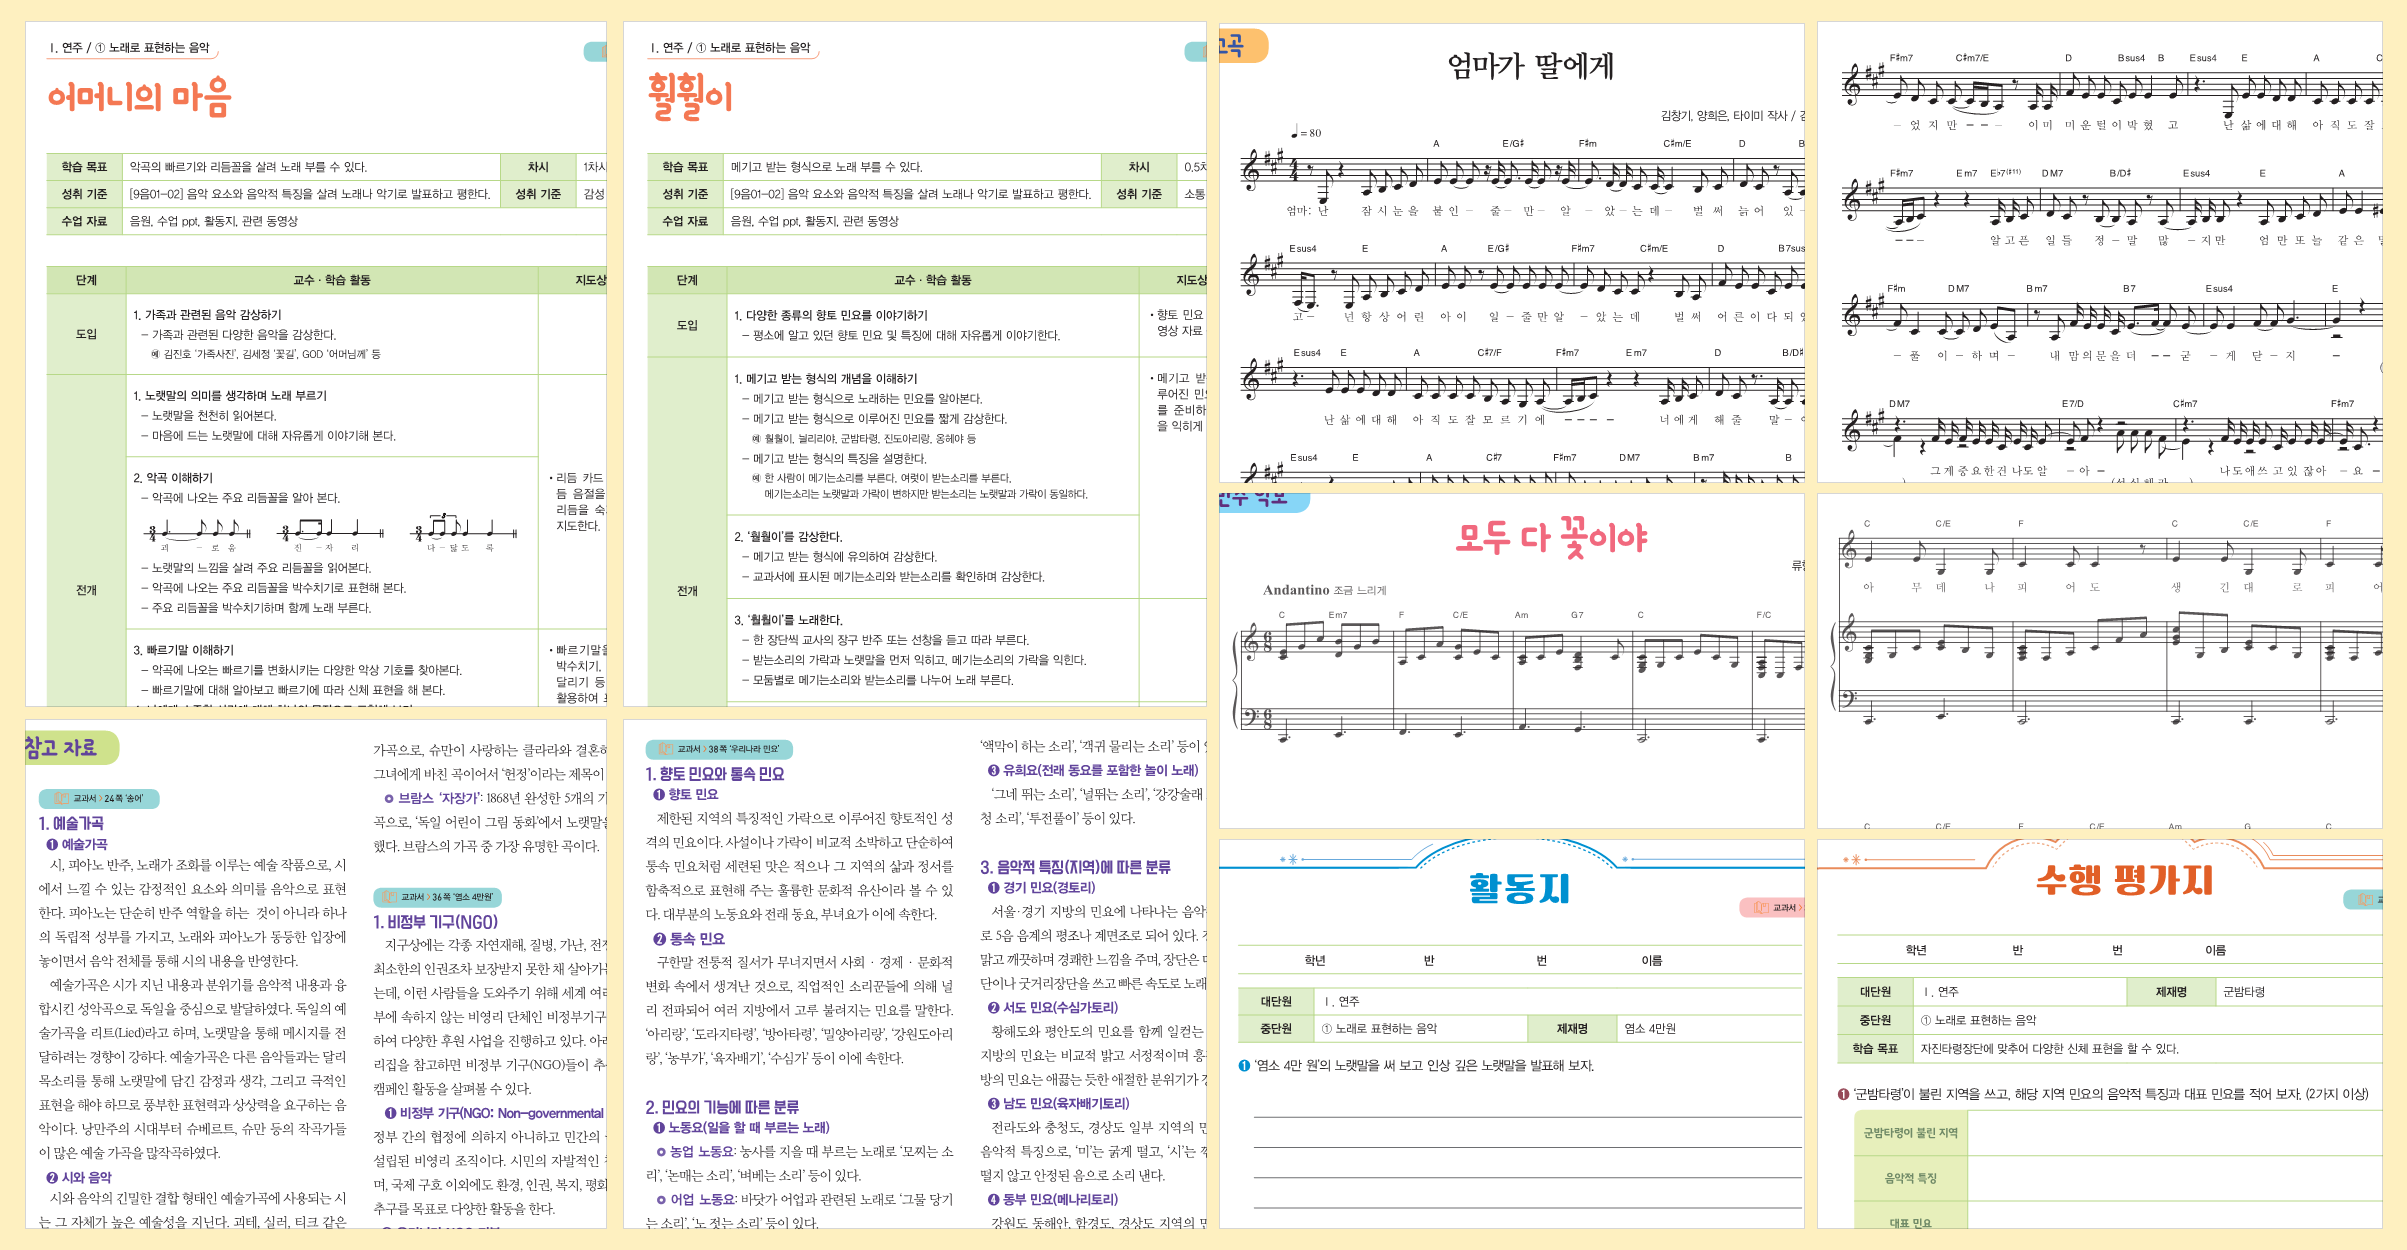 Ⅰ. 연주 / ① 노래로 표현하는 음악
어머니의 마음
학습 목표 악곡의 빠르기와 리듬꼴을 살려 노래 부를 수 있다. 차시 1차시
성취 기준 [9음01-02] 음악 요소와 음악적 특징을 살려 노래나 악기로 발표하고 평한다. 성취 기준 감성
수업 자료 음원, 수업 ppt, 활동지, 관련 동영상
단계 교수 · 학습 활동 지도상
도입
1. 가족과 관련된 음악 감상하기
– 가족과 관련된 다양한 음악을 감상한다.
예 김진호 ‘가족사진’, 김세정 ‘꽃길’, GOD ‘어머님께’ 등
전개
1. 노랫말의 의미를 생각하며 노래 부르기
– 노랫말을 천천히 읽어본다.
– 마음에 드는 노랫말에 대해 자유롭게 이야기해 본다.
2. 악곡 이해하기
– 악곡에 나오는 주요 리듬꼴을 알아 본다.
괴 – 로 움 진 –자 리 나–말도 록
– 노랫말의 느낌을 살려 주요 리듬꼴을 읽어본다.
– 악곡에 나오는 주요 리듬꼴을 박수치기로 표현해 본다.
– 주요 리듬꼴을 박수치기하며 함께 노래 부른다.
• 리듬 카드
듬 음절을
리듬을 숙
지도한다.
3. 빠르기말 이해하기
– 악곡에 나오는 빠르기를 변화시키는 다양한 악상 기호를 찾아본다.
– 빠르기말에 대해 알아보고 빠르기에 따라 신체 표현을 해 본다.
• 빠르기말을
박수치기,
달리기 등
활용하여
Ⅰ. 연주 / ① 노래로 표현하는 음악
훨훨이
학습 목표 메기고 받는 형식으로 노래 부를 수 있다. 차시 0.5차
성취 기준 [9음01-02] 음악 요소와 음악적 특징을 살려 노래나 악기로 발표하고 평한다. 성취 기준 소통
수업 자료 음원, 수업 ppt, 활동지, 관련 동영상
단계 교수 · 학습 활동 지도상
도입
1. 다양한 종류의 향토 민요를 이야기하기
– 평소에 알고 있던 향토 민요 및 특징에 대해 자유롭게 이야기한다.
• 향토 민요
영상 자료
전개
1. 메기고 받는 형식의 개념을 이해하기
– 메기고 받는 형식으로 노래하는 민요를 알아본다.
– 메기고 받는 형식으로 이루어진 민요를 짧게 감상한다.
예 훨훨이, 늴리리야, 군밤타령, 진도아리랑, 옹헤야 등
– 메기고 받는 형식의 특징을 설명한다.
예 한 사람이 메기는소리를 부른다. 여럿이 받는소리를 부른다.
메기는소리는 노랫말과 가락이 변하지만 받는소리는 노랫말과 가락이 동일하다.
• 메기고 받
루어진 민
를 준비하
을 익히게
2. ‘훨훨이’를 감상한다.
– 메기고 받는 형식에 유의하여 감상한다.
– 교과서에 표시된 메기는소리와 받는소리를 확인하며 감상한다.
3. ‘훨훨이’를 노래한다.
– 한 장단씩 교사의 장구 반주 또는 선창을 듣고 따라 부른다.
– 받는소리의 가락과 노랫말을 먼저 익히고, 메기는소리의 가락을 익힌다.
– 모둠별로 메기는소리와 받는소리를 나누어 노래 부른다.
고곡
엄마가 딸에게
김창기, 양희은, 타이미 작사 /
♩= 80
A E/G♯ F♯m C♯m/E D
엄마: 난 잠 시 눈 을 붙 인 – 줄 – 만 – 알 – 았 – 는 데 – 벌 써 늙 어 있 –
Esus4 E A E/G♯ F♯m7 C♯m/E D B7sus
고 – 넌 항 상 어 린 아 이 일 – 줄 만 알 – 았 는 데 벌 써 어 른 이 다 되
Esus4 E A C♯7/F F♯m7 Em7 D B/D♯
난 삶 에 대 해 아 직 도 잘 모 르 기 에 – – – – 너 에 게 해 줄 말 –
Esus4 E A C♯7 F♯m7 DM7 Bm7 B
F♯m7 C♯m7/E D Bsus4 B Esus4 E A C
– 었 지 만 – – – 이 미 미 운 털 이 박 혔 고 난 삶 에 대 해 아 직 도 잘
F♯m7 Em7 E♭7(♯11) DM7 B/D♯ Esus4 E A
– – – 알 고 픈 일 들 정 – 말 많 – 지 만 엄 만 또 늘 같 은 말
F♯m DM7 Bm7 B7 Esus4 E
– 풀 이 – 하 며 – 내 맘 의 문 을 더 – – 굳 – 게 닫 – 지 –
DM7 E7/D C♯m7 F♯m7
그 게 중 요 한 건 나 도 알 – 아 – 나 도 애 쓰 고 있 잖 아 – 요 –
반주 악보
모두 다 꽃이야
류
Andantino 조금 느리게
C Em7 F C/E Am G7 C F/C
C C/E F C C/E F
아 무 데 나 피 어 도 생 긴 대 로 피 어
C C/E F C/E Am G C
참고 자료
교과서 › 24쪽 ‘송어’
1. 예술가곡
❶ 예술가곡
시, 피아노 반주, 노래가 조화를 이루는 예술 작품으로, 시
에서 느낄 수 있는 감정적인 요소와 의미를 음악으로 표현
한다. 피아노는 단순히 반주 역할을 하는 것이 아니라 하나
의 독립적 성부를 가지고, 노래와 피아노가 동등한 입장에
놓이면서 음악 전체를 통해 시의 내용을 반영한다.
예술가곡은 시가 지닌 내용과 분위기를 음악적 내용과 융
합시킨 성악곡으로 독일을 중심으로 발달하였다. 독일의 예
술가곡을 리트(Lied)라고 하며, 노랫말을 통해 메시지를 전
달하려는 경향이 강하다. 예술가곡은 다른 음악들과는 달리
목소리를 통해 노랫말에 담긴 감정과 생각, 그리고 극적인
표현을 해야 하므로 풍부한 표현력과 상상력을 요구하는 음
악이다. 낭만주의 시대부터 슈베르트, 슈만 등의 작곡가들
이 많은 예술 가곡을 많작곡하였다.
❷ 시와 음악
시와 음악의 긴밀한 결합 형태인 예술가곡에 사용되는 시
는 그 자체가 높은 예술성을 지닌다. 괴테, 실러, 티크 같은
가곡으로, 슈만이 사랑하는 클라라와 결혼하
그녀에게 바친 곡이어서 ‘헌정’이라는 제목이
브람스 ‘자장가’: 1868년 완성한 5개의 가
곡으로, ‘독일 어린이 그림 동화’에서 노랫말을
했다. 브람스의 가곡 중 가장 유명한 곡이다.
교과서 › 36쪽 ‘염소 4만원’
1. 비정부 기구(NGO)
지구상에는 각종 자연재해, 질병, 가난, 전쟁
최소한의 인권조차 보장받지 못한 채 살아가
는데, 이런 사람들을 도와주기 위해 세계 여러
부에 속하지 않는 비영리 단체인 비정부기구
하여 다양한 후원 사업을 진행하고 있다. 아래
리집을 참고하면 비정부 기구(NGO)들이 추
캠페인 활동을 살펴볼 수 있다.
❶ 비정부 기구(NGO: Non-governmental
정부 간의 협정에 의하지 아니하고 민간의
설립된 비영리 조직이다. 시민의 자발적인
며, 국제 구호 이외에도 환경, 인권, 복지, 평화
추구를 목표로 다양한 활동을 한다.
교과서 › 38쪽 ‘우리나라 민요’
1. 향토 민요와 통속 민요
❶ 향토 민요
제한된 지역의 특징적인 가락으로 이루어진 향토적인 성
격의 민요이다. 사설이나 가락이 비교적 소박하고 단순하여
통속 민요처럼 세련된 맛은 적으나 그 지역의 삶과 정서를
함축적으로 표현해 주는 훌륭한 문화적 유산이라 볼 수 있
다. 대부분의 노동요와 전래 동요, 부녀요가 이에 속한다.
❷ 통속 민요
구한말 전통적 질서가 무너지면서 사회 · 경제 · 문화적
변화 속에서 생겨난 것으로, 직업적인 소리꾼들에 의해 널
리 전파되어 여러 지방에서 고루 불려지는 민요를 말한다.
‘아리랑’, ‘도라지타령’, ‘방아타령’, ‘밀양아리랑’, ‘강원도아리
랑’, ‘농부가’, ‘육자배기’, ‘수심가’ 등이 이에 속한다.
2. 민요의 기능에 따른 분류
❶ 노동요(일을 할 때 부르는 노래)
농업 노동요: 농사를 지을 때 부르는 노래로 ‘모찌는 소
리’, ‘논매는 소리’, ‘벼베는 소리’ 등이 있다.
어업 노동요: 바닷가 어업과 관련된 노래로 ‘그물 당기
는 소리’, ‘노 젓는 소리’ 등이 있다.
‘액막이 하는 소리’, ‘객귀 물리는 소리’ 등이
❸ 유희요(전래 동요를 포함한 놀이 노래)
‘그네 뛰는 소리’, ‘널뛰는 소리’, ‘강강술래
청 소리’, ‘투전풀이’ 등이 있다.
3. 음악적 특징(지역)에 따른 분류
❶ 경기 민요(경토리)
서울·경기 지방의 민요에 나타나는 음악
로 5음 음계의 평조나 계면조로 되어 있다.
맑고 깨끗하며 경쾌한 느낌을 주며, 장단은
단이나 굿거리장단을 쓰고 빠른 속도로 노래
❷ 서도 민요(수심가토리)
황해도와 평안도의 민요를 함께 일컫는
지방의 민요는 비교적 밝고 서정적이며 흥
방의 민요는 애끓는 듯한 애절한 분위기가
❸ 남도 민요(육자배기토리)
전라도와 충청도, 경상도 일부 지역의 민
음악적 특징으로, ‘미’는 굵게 떨고, ‘시’는 꺾
떨지 않고 안정된 음으로 소리 낸다.
❹ 동부 민요(메나리토리)
강원도 동해안, 함경도, 경상도 지역의 민
활동지
교과서 ›
학년 반 번 이름
대단원 Ⅰ. 연주
중단원 ① 노래로 표현하는 음악 제재명 염소 4만원
❶ ‘염소 4만 원’의 노랫말을 써 보고 인상 깊은 노랫말을 발표해 보자.
수행 평가지
학년 반 번 이름
대단원 Ⅰ. 연주 제재명 군밤타령
중단원 ① 노래로 표현하는 음악
학습 목표 자진타령장단에 맞추어 다양한 신체 표현을 할 수 있다.
❶ ‘군밤타령’이 불린 지역을 쓰고, 해당 지역 민요의 음악적 특징과 대표 민요를 적어 보자. (2가지 이상)
군밤타령이 불린 지역
음악적 특징
대표 민요